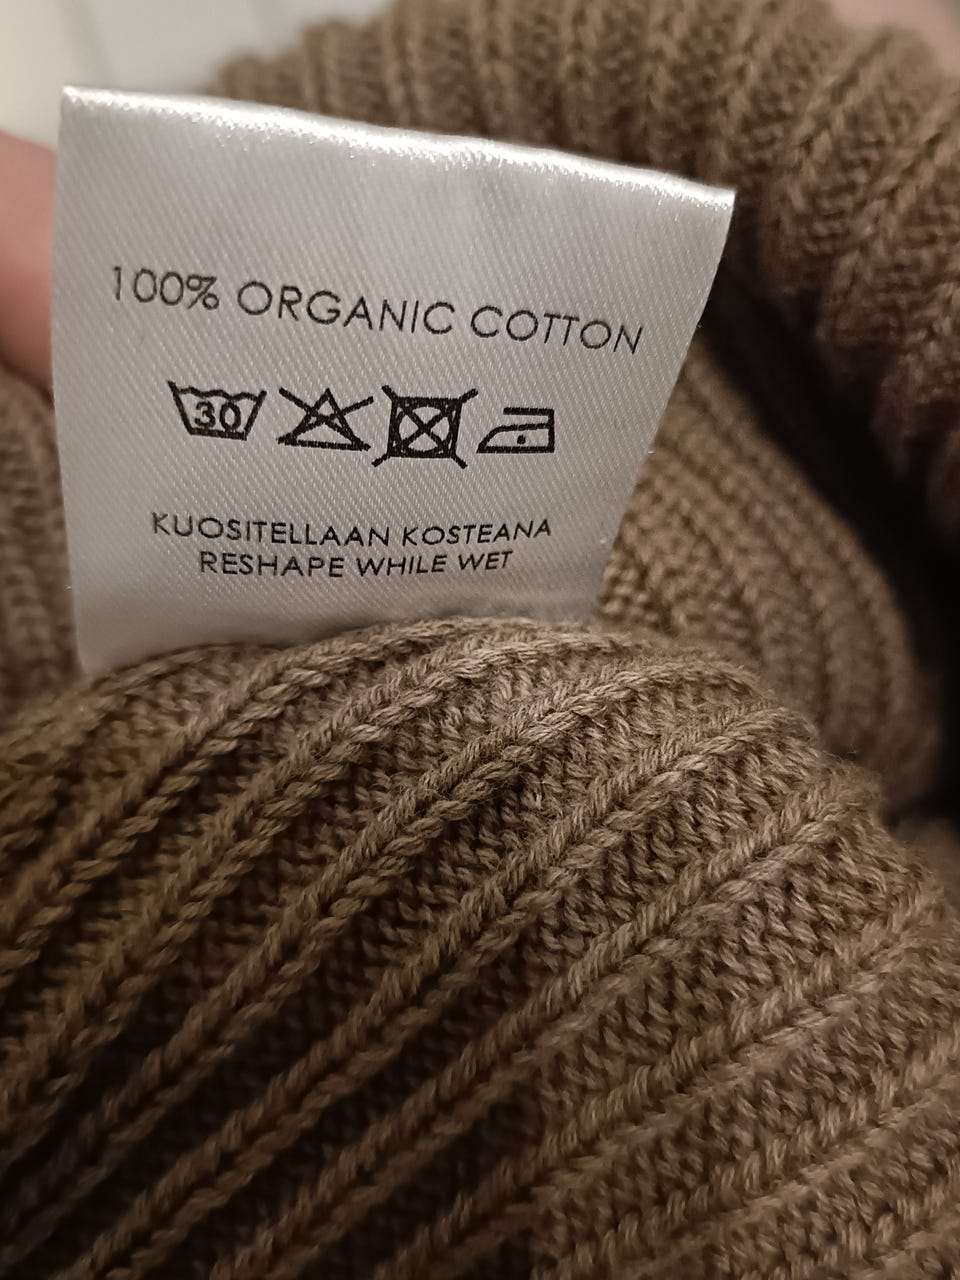 100% ORGANIC COTTON
30
KUOSITELLAAN KOSTEANA
RESHAPE WHILE WET